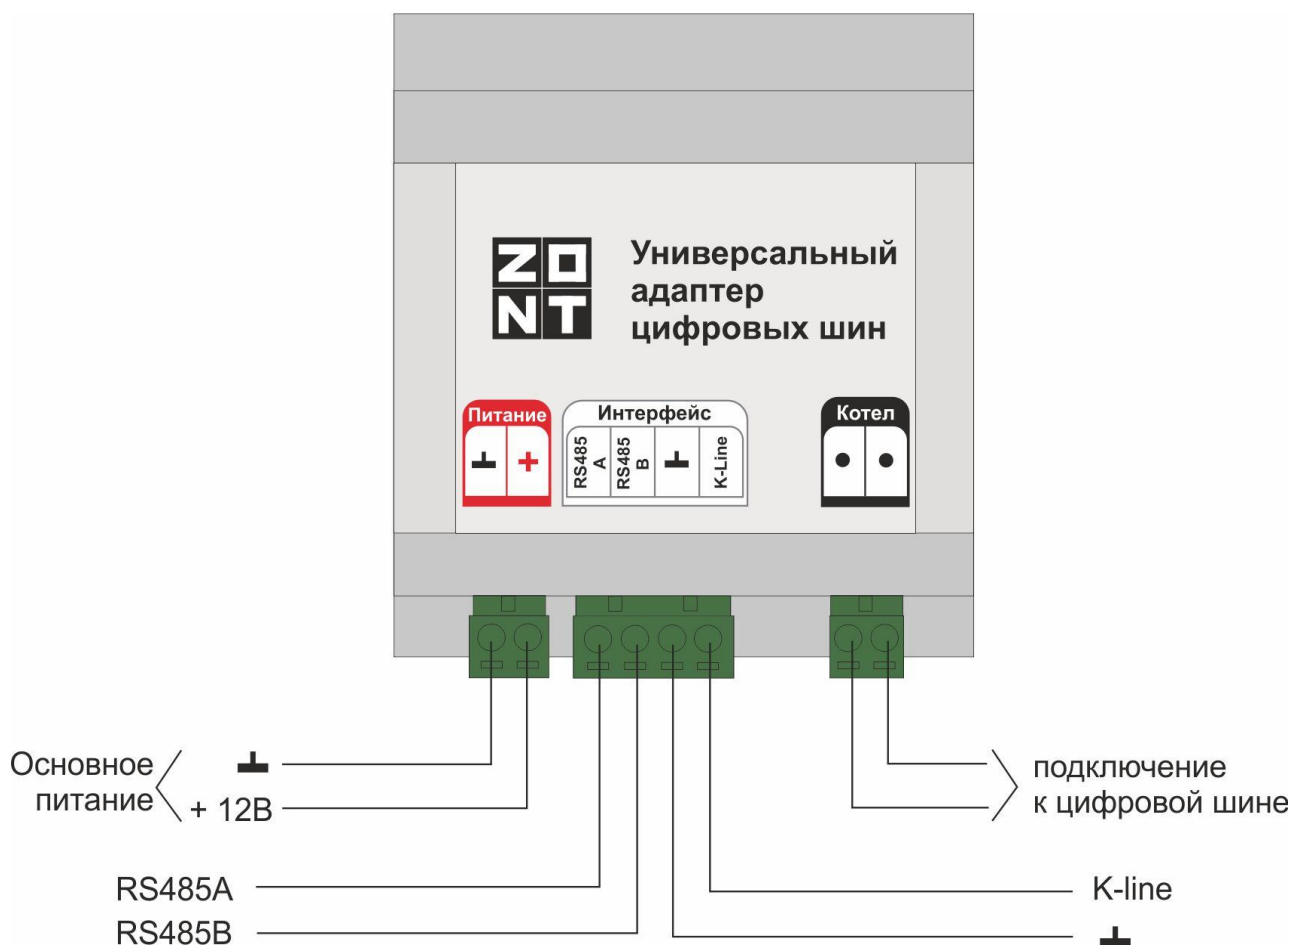 ZO
NT
Универсальный
адаптер
цифровых шин
Питание
+
Интерфейс
RS485
A
RS485
B
K-Line
Котел
Основное
питание
+ 12В
RS485A
RS485B
подключение
к цифровой шине
K-line